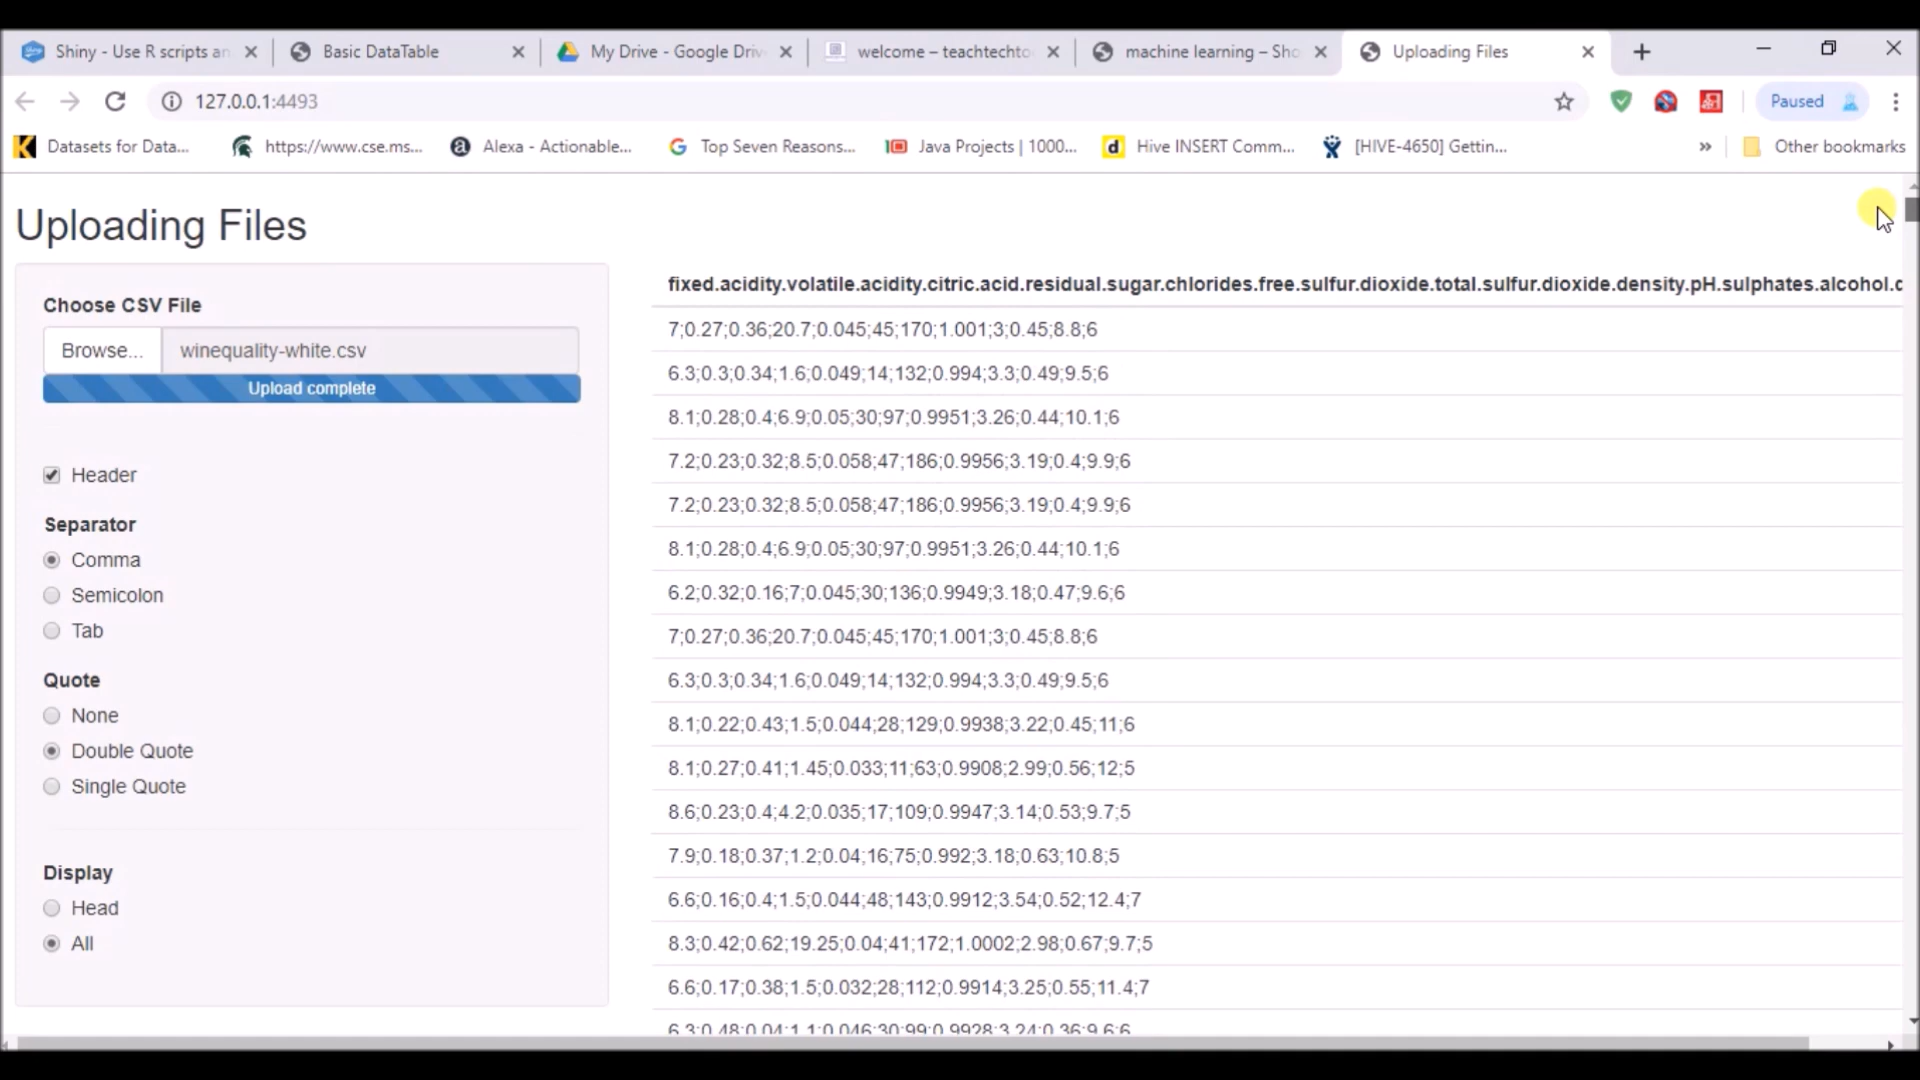 Shiny - Use R scripts an
Basic DataTable
My Drive - Google Driv
welcome – teachtechto
machine learning – Sho
Uploading Files
127.0.0.1:4493
Paused
Datasets for Data...
https://www.cse.ms...
Alexa - Actionable...
Top Seven Reasons...
Java Projects | 1000...
Hive INSERT Comm...
[HIVE-4650] Gettin...
»
Other bookmarks
Uploading Files
Choose CSV File
Browse...
winequality-white.csv
Upload complete
Header
Separator
Comma
Semicolon
Tab
Quote
None
Double Quote
Single Quote
Display
Head
All
fixed.acidity.volatile.acidity.citric.acid.residual.sugar.chlorides.free.sulfur.dioxide.total.sulfur.dioxide.density.pH.sulphates.alcohol.
7;0.27;0.36;20.7;0.045;45;170;1.001;3;0.45;8.8;6
6.3;0.3;0.34;1.6;0.049;14;132;0.994;3.3;0.49;9.5;6
8.1;0.28;0.4;6.9;0.05;30;97;0.9951;3.26;0.44;10.1;6
7.2;0.23;0.32;8.5;0.058;47;186;0.9956;3.19;0.4;9.9;6
7.2;0.23;0.32;8.5;0.058;47;186;0.9956;3.19;0.4;9.9;6
8.1;0.28;0.4;6.9;0.05;30;97;0.9951;3.26;0.44;10.1;6
6.2;0.32;0.16;7;0.045;30;136;0.9949;3.18;0.47;9.6;6
7;0.27;0.36;20.7;0.045;45;170;1.001;3;0.45;8.8;6
6.3;0.3;0.34;1.6;0.049;14;132;0.994;3.3;0.49;9.5;6
8.1;0.22;0.43;1.5;0.044;28;129;0.9938;3.22;0.45;11;6
8.1;0.27;0.41;1.45;0.033;11;63;0.9908;2.99;0.56;12;5
8.6;0.23;0.4;4.2;0.035;17;109;0.9947;3.14;0.53;9.7;5
7.9;0.18;0.37;1.2;0.04;16;75;0.992;3.18;0.63;10.8;5
6.6;0.16;0.4;1.5;0.044;48;143;0.9912;3.54;0.52;12.4;7
8.3;0.42;0.62;19.25;0.04;41;172;1.0002;2.98;0.67;9.7;5
6.6;0.17;0.38;1.5;0.032;28;112;0.9914;3.25;0.55;11.4;7
6.3;0.48;0.04;1.1;0.046;30;99;0.9928;3.24;0.36;9.6;6